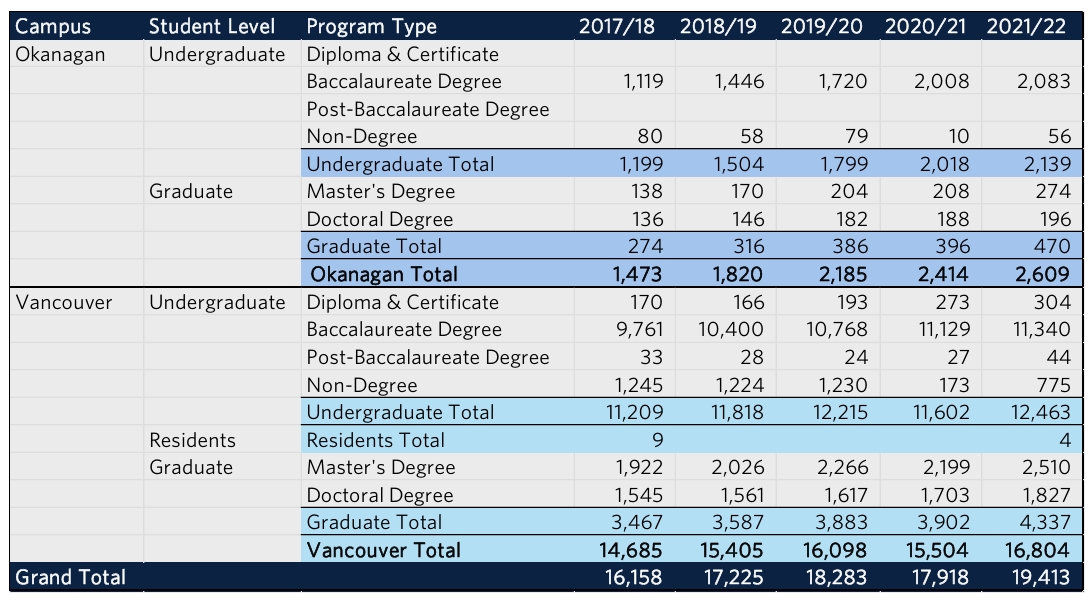 Campus Student Level Program Type 2017/18 2018/19 2019/20 2020/21 2021/22
Okanagan Undergraduate Diploma & Certificate
Baccalaureate Degree 1,119 1,446 1,720 2,008 2,083
Post-Baccalaureate Degree
Non-Degree 80 58 79 10 56
Undergraduate Total 1,199 1,504 1,799 2,018 2,139
Graduate Master's Degree 138 170 204 208 274
Doctoral Degree 136 146 182 188 196
Graduate Total 274 316 386 396 470
Okanagan Total 1,473 1,820 2,185 2,414 2,609
Vancouver Undergraduate Diploma & Certificate 170 166 193 273 304
Baccalaureate Degree 9,761 10,400 10,768 11,129 11,340
Post-Baccalaureate Degree 33 28 24 27 44
Non-Degree 1,245 1,224 1,230 173 775
Undergraduate Total 11,209 11,818 12,215 11,602 12,463
Residents Residents Total 9 4
Graduate Master's Degree 1,922 2,026 2,266 2,199 2,510
Doctoral Degree 1,545 1,561 1,617 1,703 1,827
Graduate Total 3,467 3,587 3,883 3,902 4,337
Vancouver Total 14,685 15,405 16,098 15,504 16,804
Grand Total 16,158 17,225 18,283 17,918 19,413